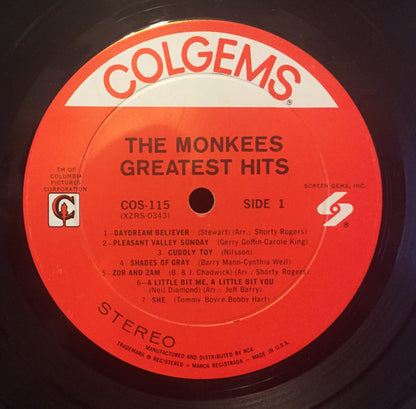 COLGEMS®
THE MONKEES
GREATEST HITS
TM OF
COLUMBIA
PICTURES
CORPORATION
SCREEN GEMS, INC.
COS-115
(XZRS-0343)
SIDE 1
1—DAYDREAM BELIEVER (Stewart) (Arr.: Shorty Rogers)
2—PLEASANT VALLEY SUNDAY (Gerry Goffin-Carole King)
3—CUDDLY TOY (Nilsson)
4—SHADES OF GRAY (Barry Mann-Cynthia Weil)
5—ZOR AND ZAM (B. & J. Chadwick) (Arr.: Shorty Rogers)
6—A LITTLE BIT ME, A LITTLE BIT YOU
(Neil Diamond) (Arr.: Jeff Barry)
7—SHE (Tommy Boyce-Bobby Hart)
STEREO
MANUFACTURED AND DISTRIBUTED BY RCA
TRADEMARK ® REGISTERED • MARCA REGISTRADA — MADE IN U.S.A.